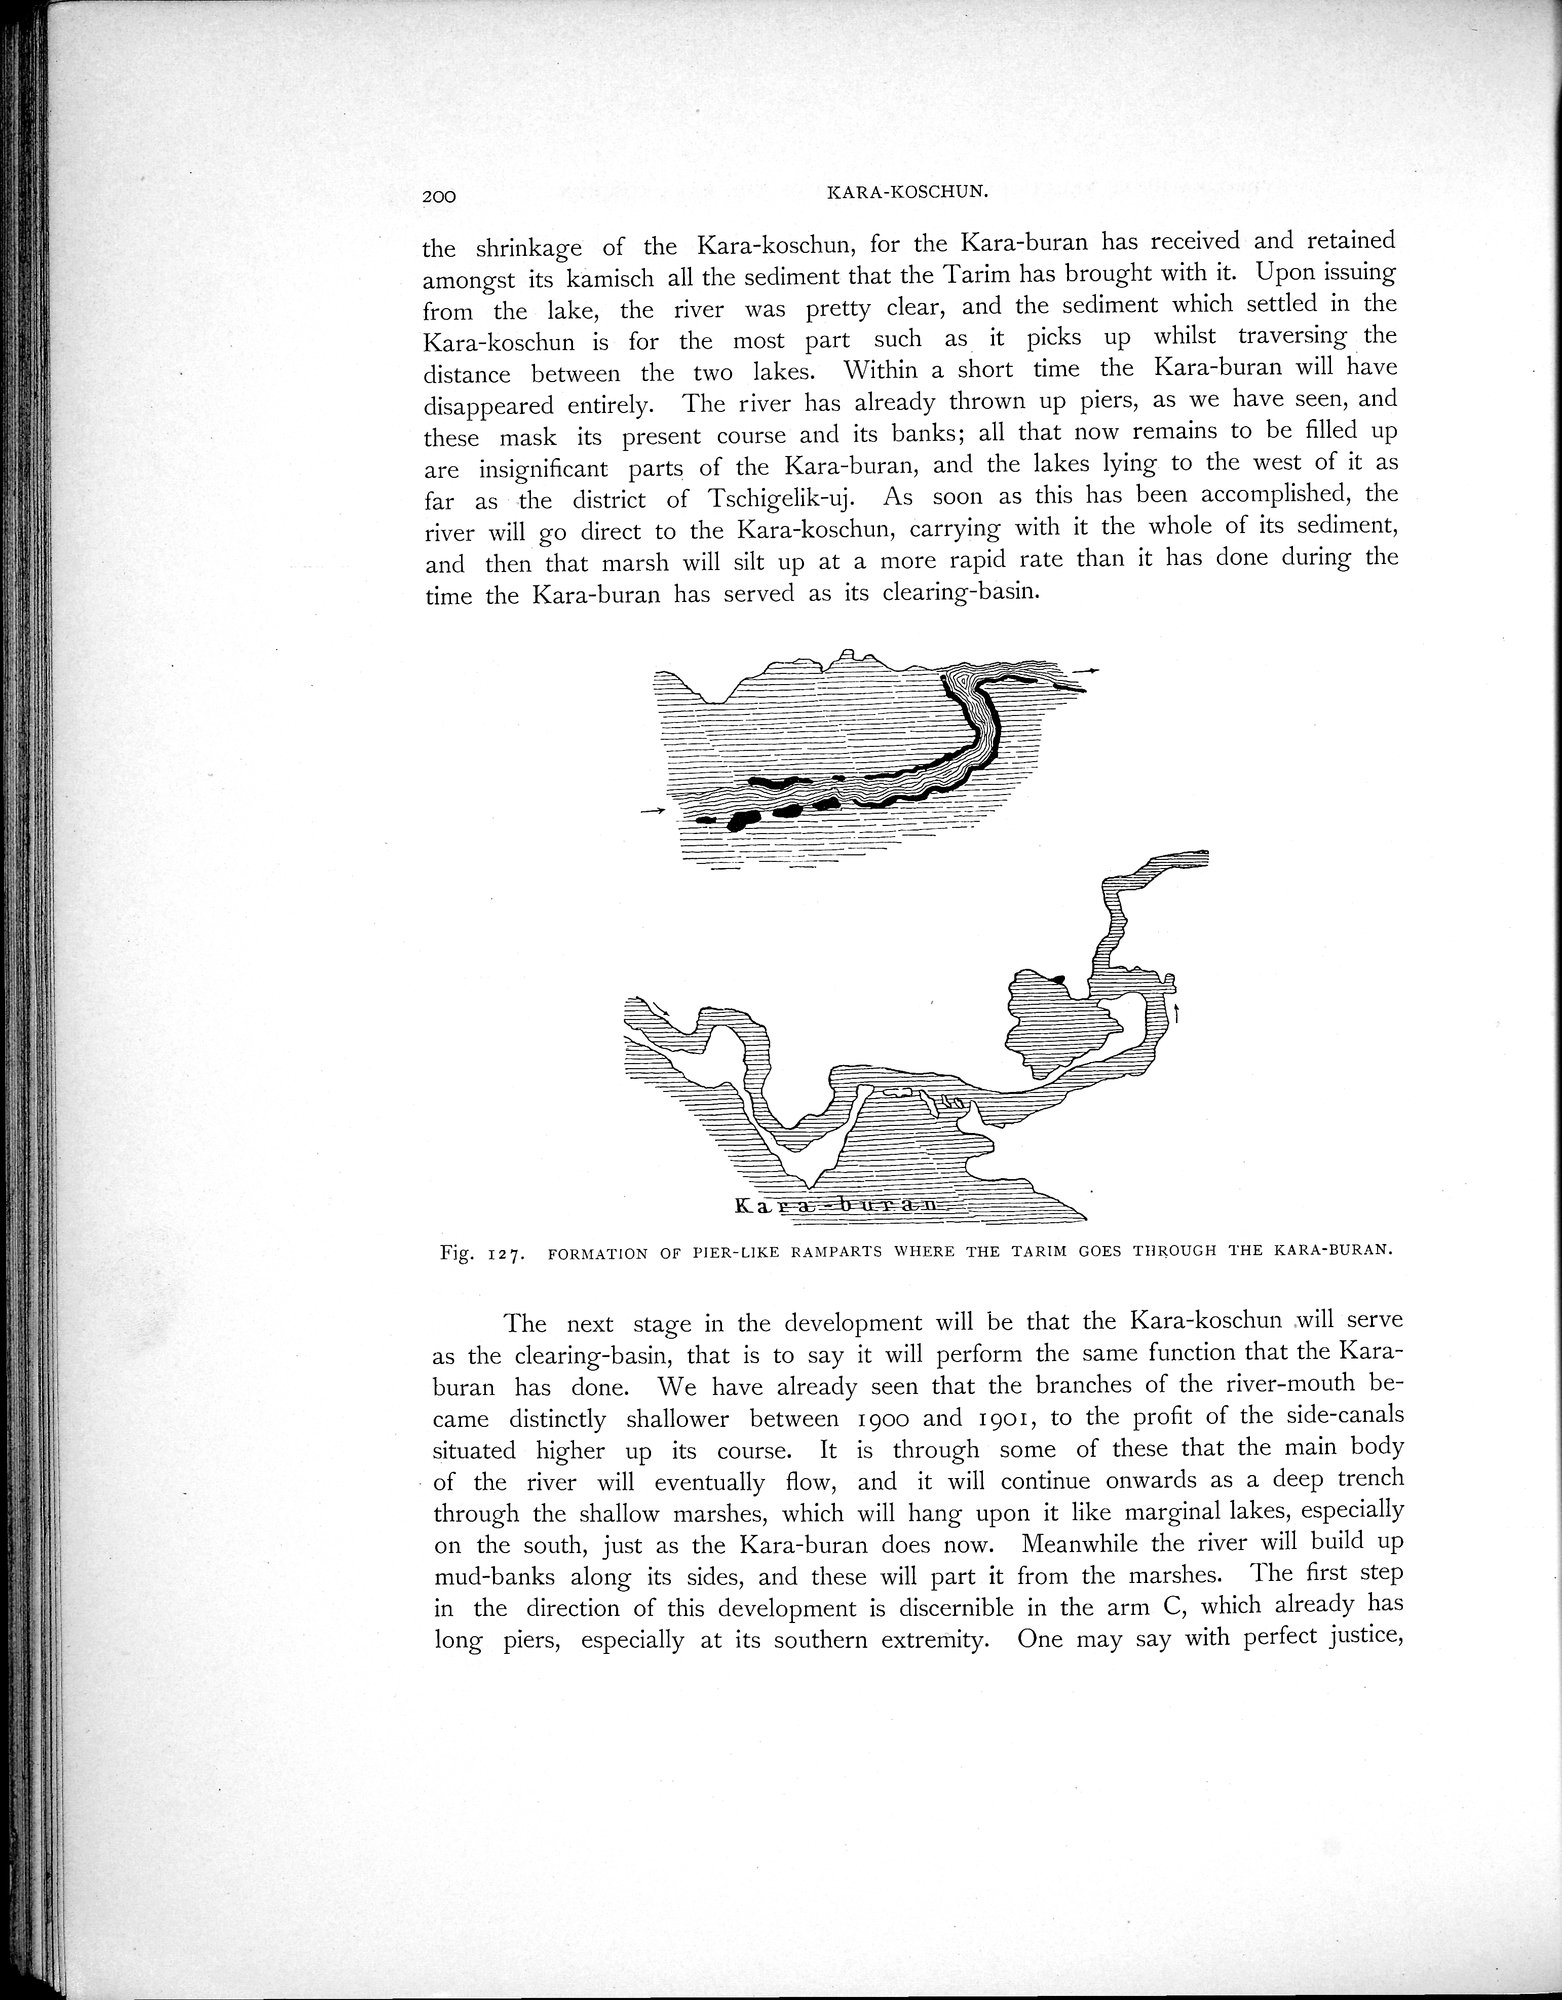 200
KARA-KOSCHUN.
the shrinkage of the Kara-koschun, for the Kara-buran has received and retained
amongst its kamisch all the sediment that the Tarim has brought with it. Upon issuing
from the lake, the river was pretty clear, and the sediment which settled in the
Kara-koschun is for the most part such as it picks up whilst traversing the
distance between the two lakes. Within a short time the Kara-buran will have
disappeared entirely. The river has already thrown up piers, as we have seen, and
these mask its present course and its banks; all that now remains to be filled up
are insignificant parts of the Kara-buran, and the lakes lying to the west of it as
far as the district of Tschigelik-uj. As soon as this has been accomplished, the
river will go direct to the Kara-koschun, carrying with it the whole of its sediment,
and then that marsh will silt up at a more rapid rate than it has done during the
time the Kara-buran has served as its clearing-basin.
Kara-buran
Fig. 127. FORMATION OF PIER-LIKE RAMPARTS WHERE THE TARIM GOES THROUGH THE KARA-BURAN.
The next stage in the development will be that the Kara-koschun will serve
as the clearing-basin, that is to say it will perform the same function that the Kara-
buran has done. We have already seen that the branches of the river-mouth be-
came distinctly shallower between 1900 and 1901, to the profit of the side-canals
situated higher up its course. It is through some of these that the main body
of the river will eventually flow, and it will continue onwards as a deep trench
through the shallow marshes, which will hang upon it like marginal lakes, especially
on the south, just as the Kara-buran does now. Meanwhile the river will build up
mud-banks along its sides, and these will part it from the marshes. The first step
in the direction of this development is discernible in the arm C, which already has
long piers, especially at its southern extremity. One may say with perfect justice,